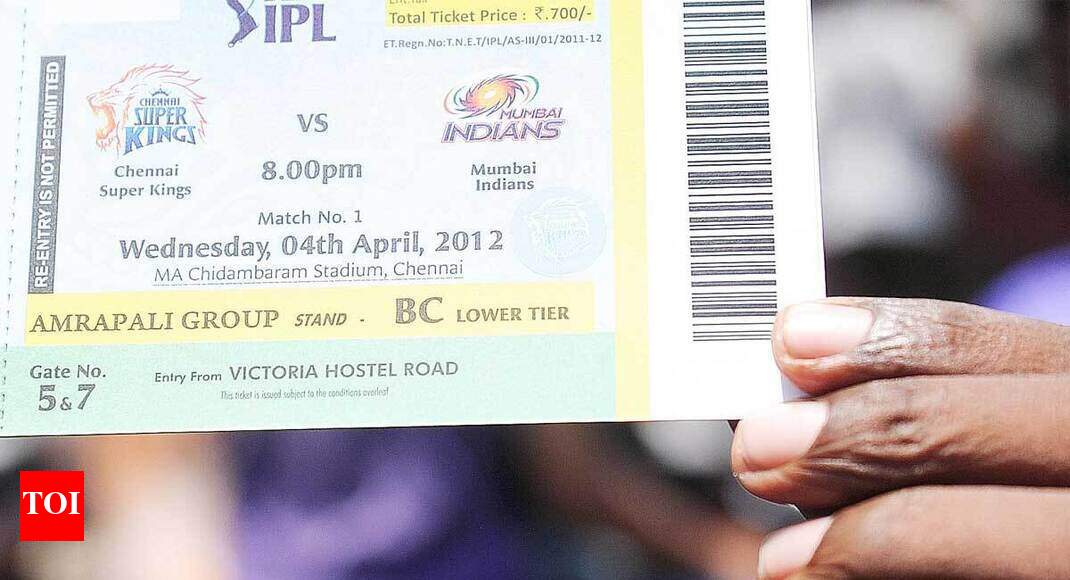 IPL
Total Ticket Price : ₹.700/-
ET.Regn.No:T.N.E.T/IPL/AS-III/01/2011-12
RE-ENTRY IS NOT PERMITTED
CHENNAI
SUPER
KINGS
VS
MUMBAI
INDIANS
Chennai
Super Kings
8.00pm
Mumbai
Indians
Match No. 1
Wednesday, 04th April, 2012
MA Chidambaram Stadium, Chennai
AMRAPALI GROUP STAND - BC LOWER TIER
Gate No.
5&7
Entry From VICTORIA HOSTEL ROAD
This ticket is issued subject to the conditions overleaf
TOI